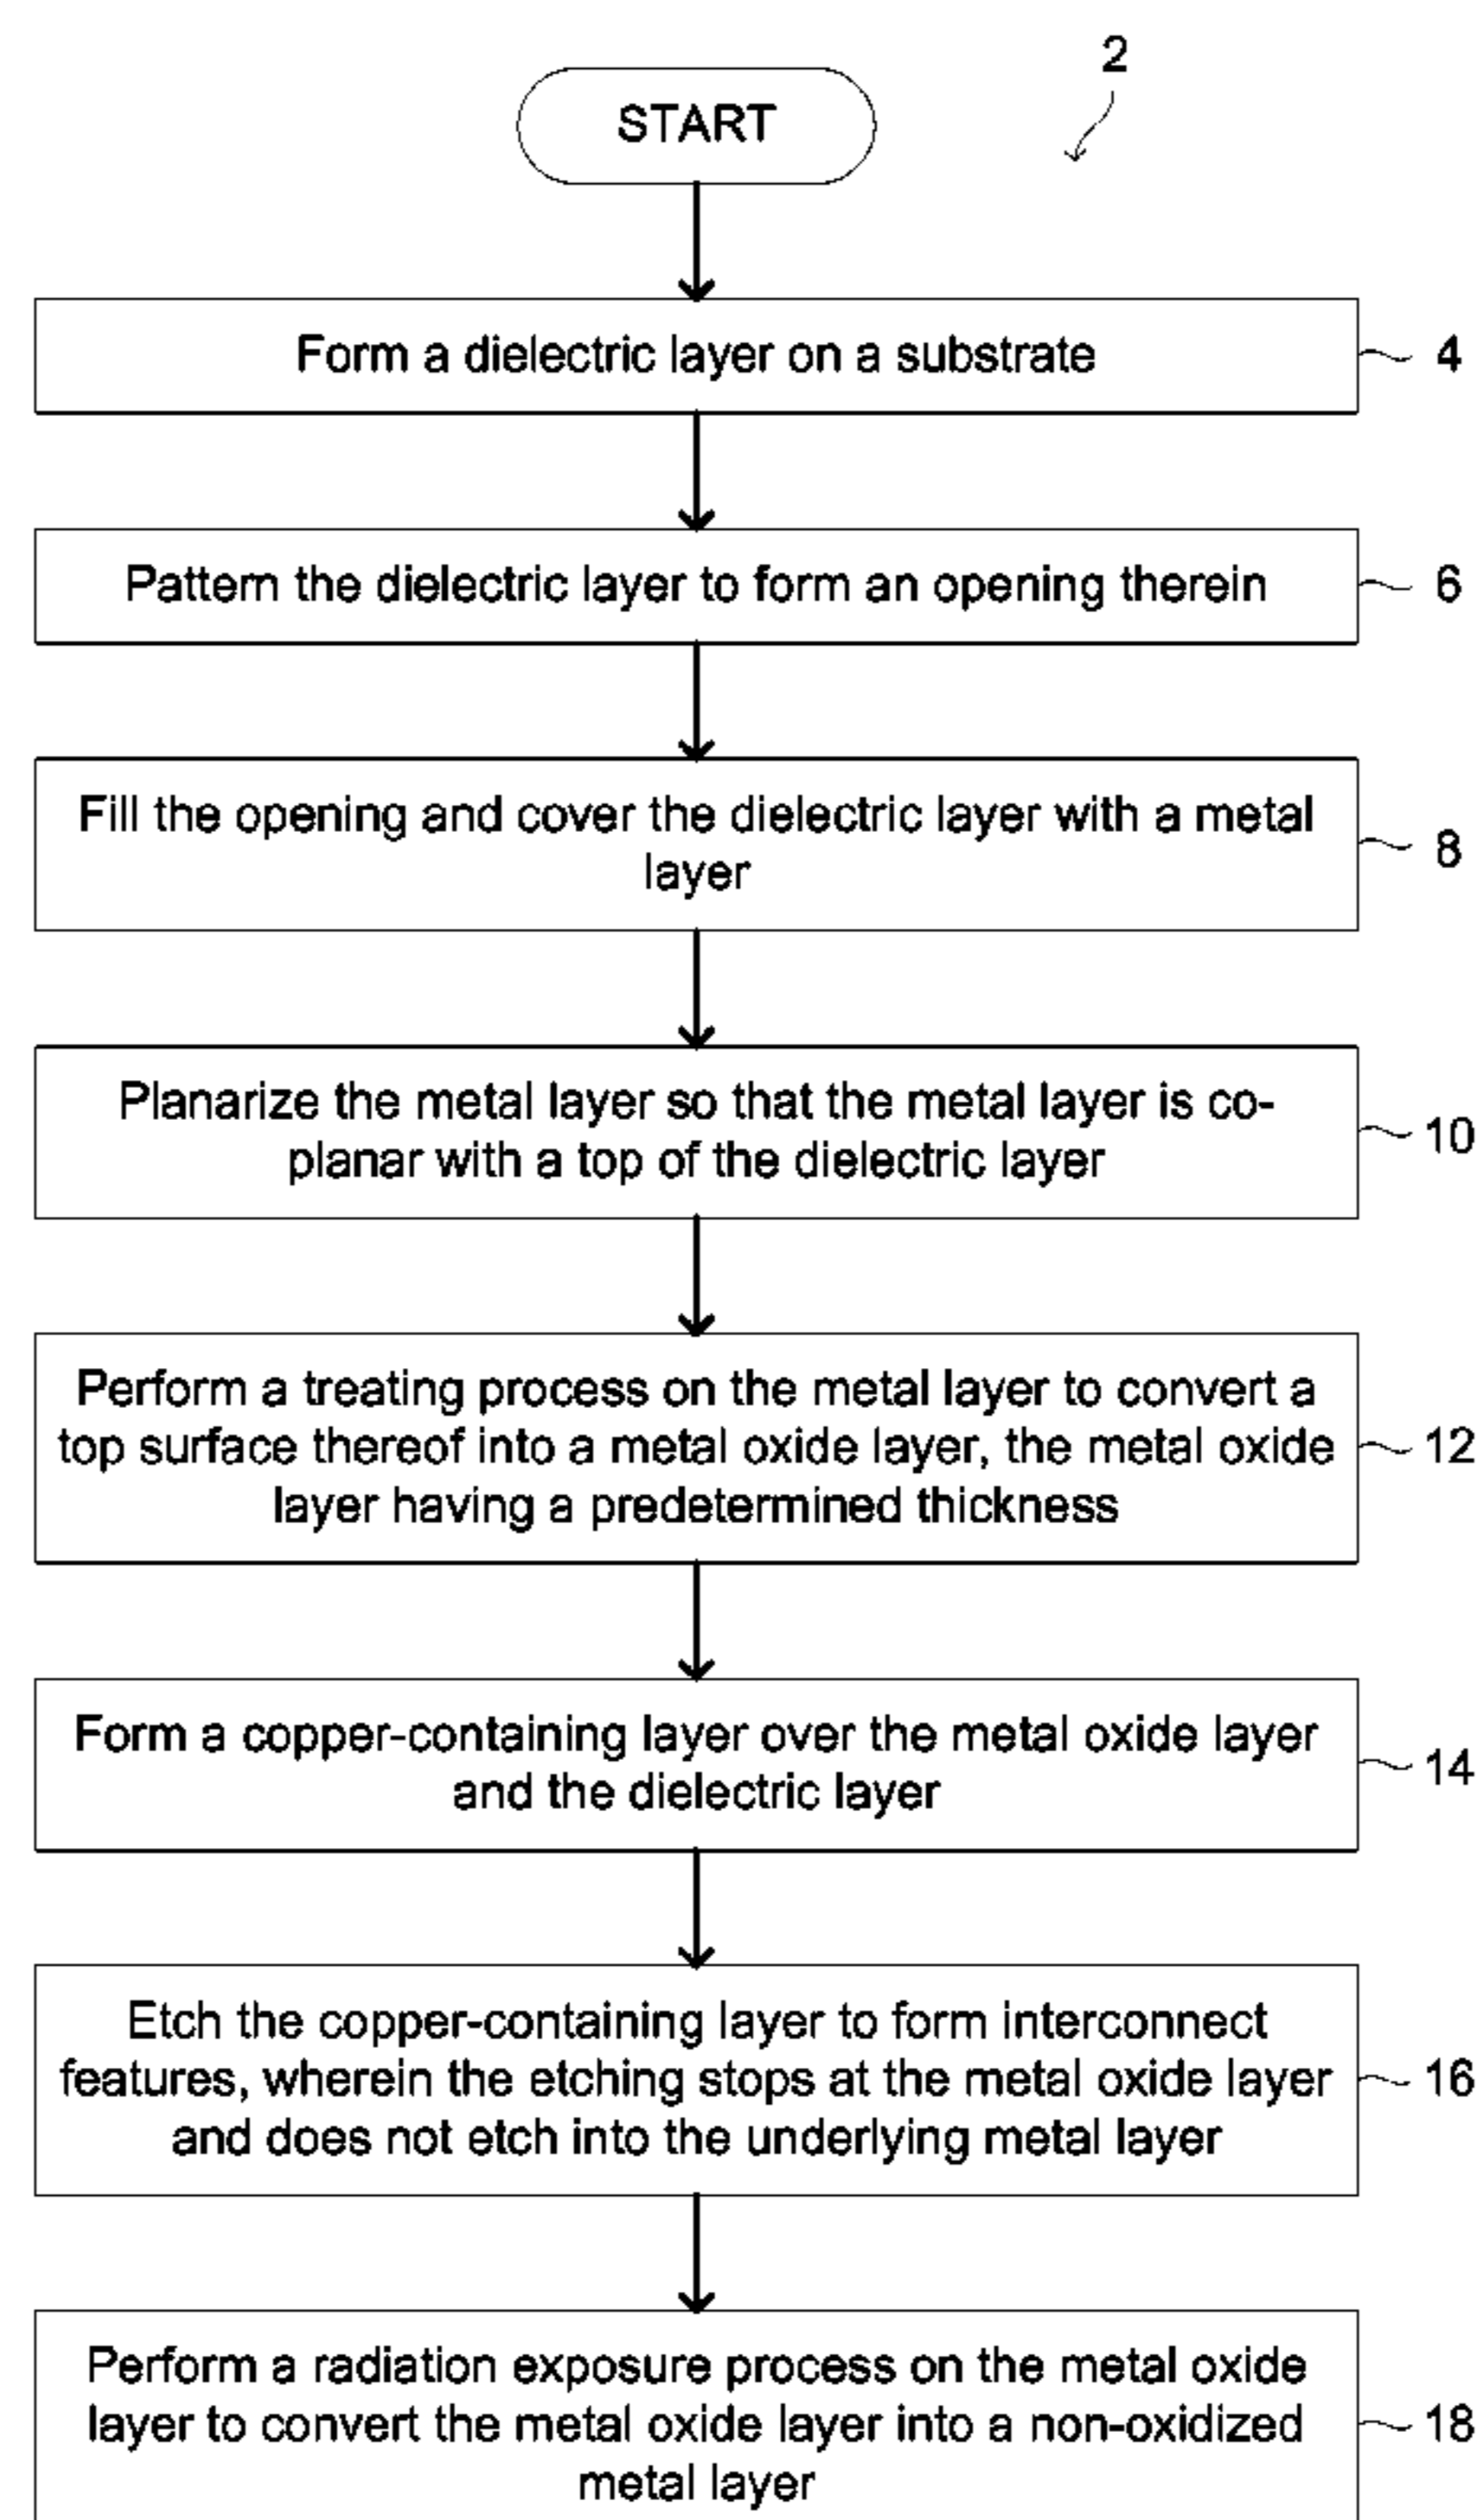 2
START
Form a dielectric layer on a substrate
4
Pattern the dielectric layer to form an opening therein
6
Fill the opening and cover the dielectric layer with a metal
layer
8
Planarize the metal layer so that the metal layer is co-
planar with a top of the dielectric layer
10
Perform a treating process on the metal layer to convert a
top surface thereof into a metal oxide layer, the metal oxide
layer having a predetermined thickness
12
Form a copper-containing layer over the metal oxide layer
and the dielectric layer
14
Etch the copper-containing layer to form interconnect
features, wherein the etching stops at the metal oxide layer
and does not etch into the underlying metal layer
16
Perform a radiation exposure process on the metal oxide
layer to convert the metal oxide layer into a non-oxidized
metal layer
18